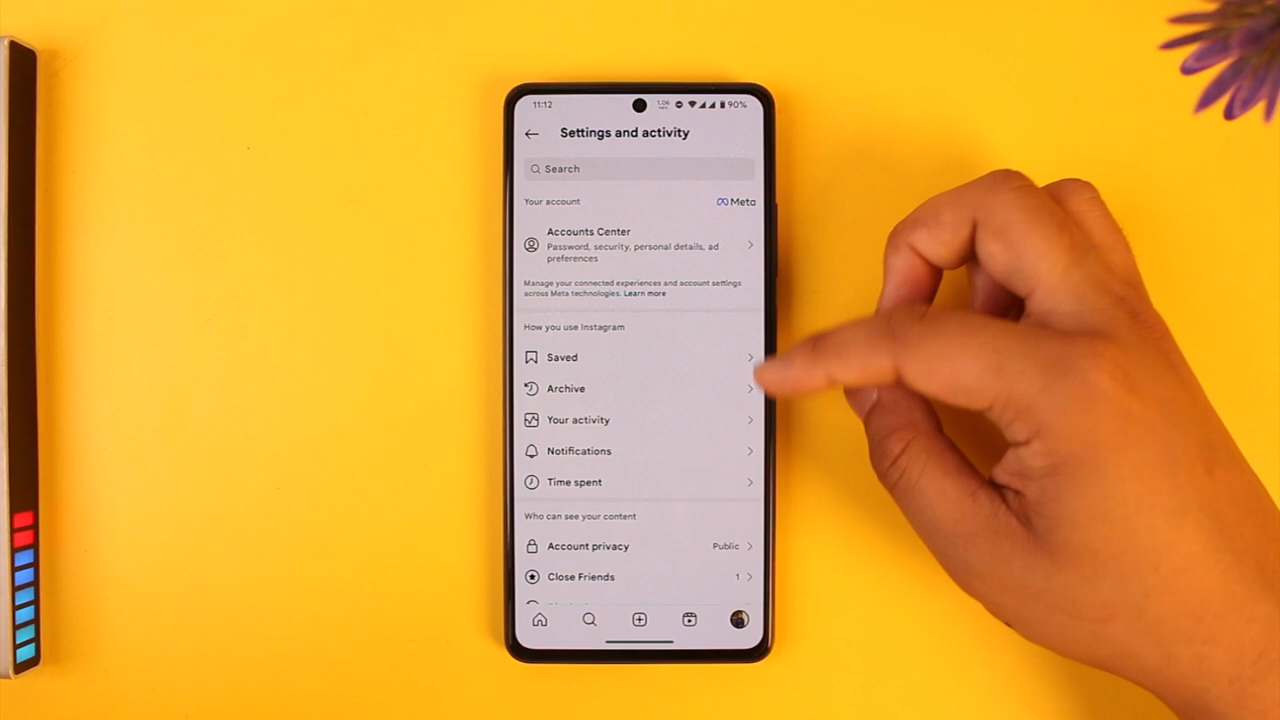 11:12
1.06
90%
Settings and activity
Search
Your account
Meta
Accounts Center
Password, security, personal details, ad
preferences
Manage your connected experiences and account settings
across Meta technologies. Learn more
How you use Instagram
Saved
Archive
Your activity
Notifications
Time spent
Who can see your content
Account privacy Public
Close Friends 1